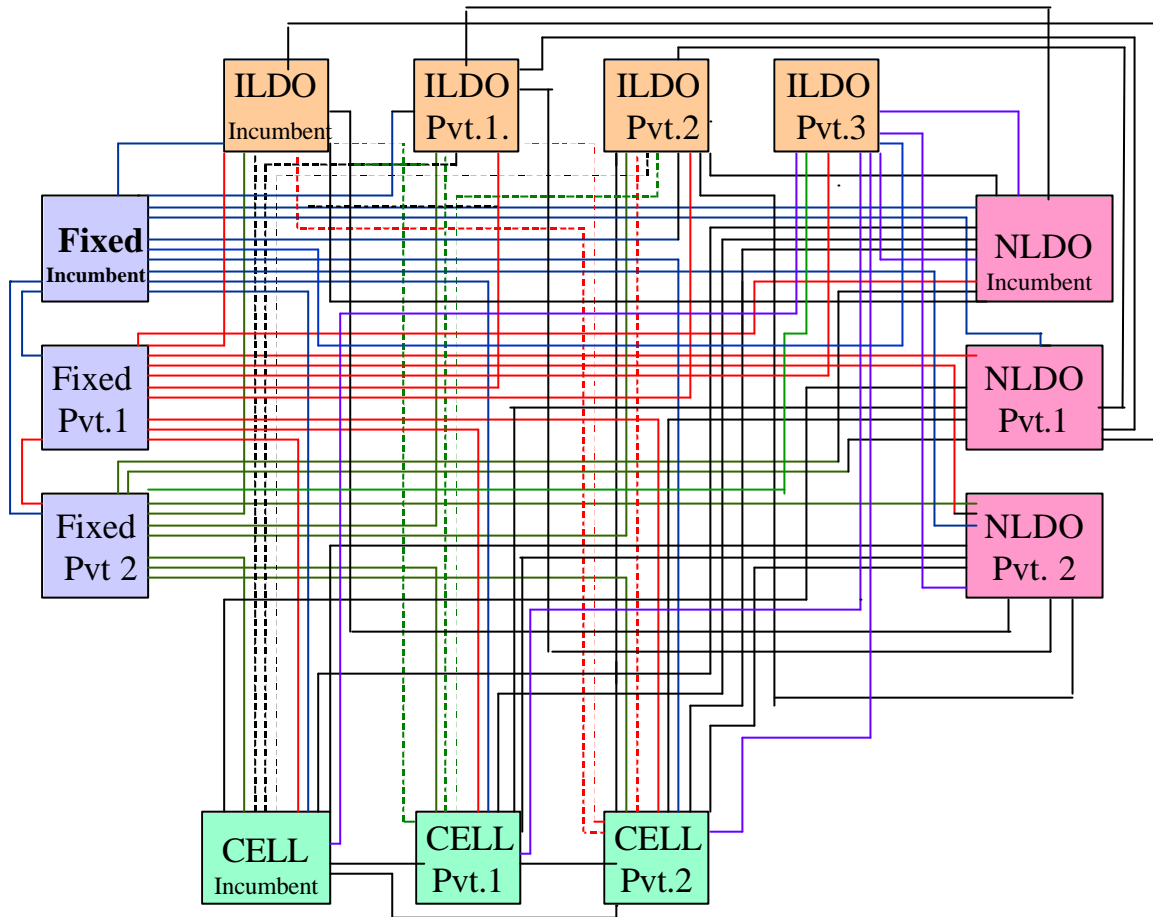 ILDO
Incumbent
ILDO
Pvt.1.
ILDO
Pvt.2
ILDO
Pvt.3
Fixed
Incumbent
NLDO
Incumbent
Fixed
Pvt.1
NLDO
Pvt.1
Fixed
Pvt 2
NLDO
Pvt. 2
CELL
Incumbent
CELL
Pvt.1
CELL
Pvt.2